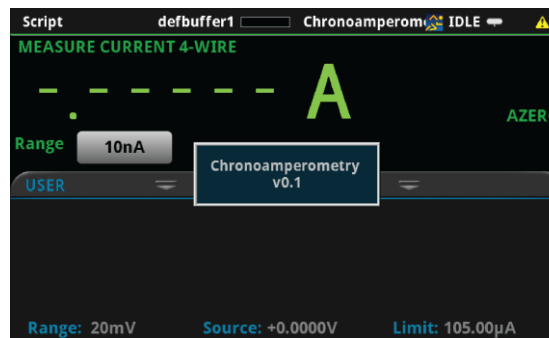 Script defbuffer1 Chronoamperom IDLE
MEASURE CURRENT 4-WIRE
-.----- A
AZER
Range 10nA
Chronoamperometry
v0.1
USER
Range: 20mV Source: +0.0000V Limit: 105.00µA